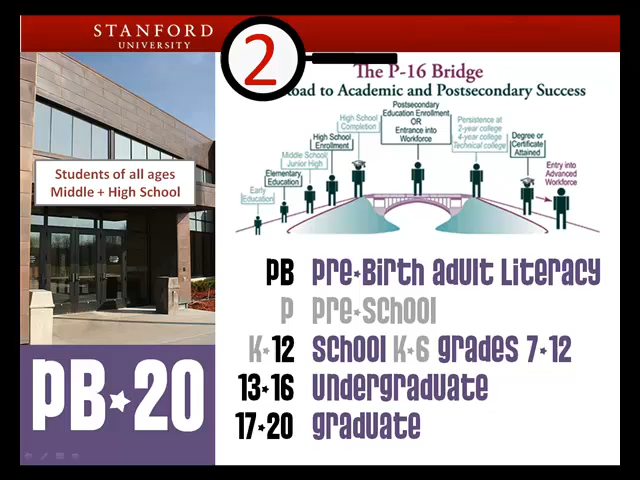 STANFORD
UNIVERSITY
2
The P-16 Bridge
oad to Academic and Postsecondary Success
Early
Education
Elementary
Education
Middle School/
Junior High
High School
Enrollment
High School
Completion
Postsecondary
Education Enrollment
OR
Entrance into
Workforce
Persistence at
2-year college
4-year college
Technical college
Degree or
Certificate
Attained
Entry into
Advanced
Workforce
Students of all ages
Middle + High School
PB★20
PB Pre★Birth adult Literacy
P Pre★School
K★12 School K★6 grades 7★12
13★16 undergraduate
17★20 graduate